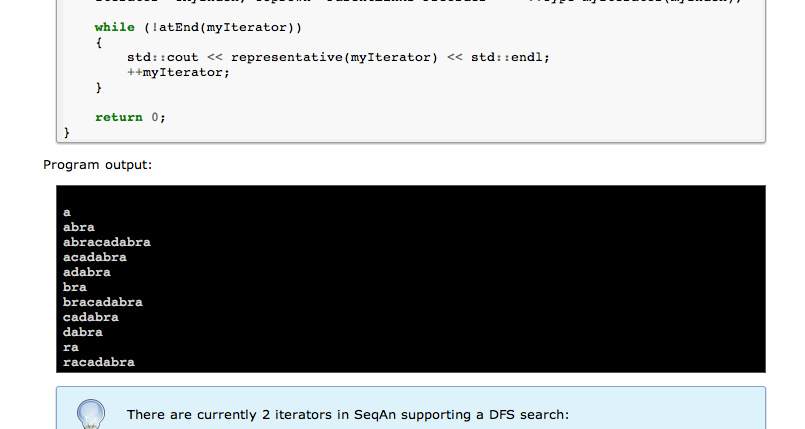 while (!atEnd(myIterator))
{
std::cout << representative(myIterator) << std::endl;
++myIterator;
}
return 0;
}
Program output:
a
abra
abracadabra
acadabra
adabra
bra
bracadabra
cadabra
dabra
ra
racadabra
There are currently 2 iterators in SeqAn supporting a DFS search: